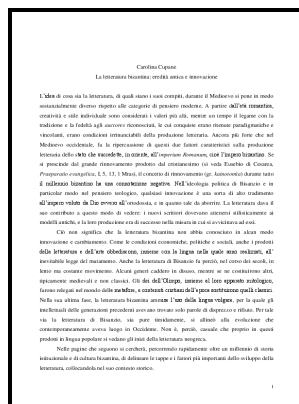 Carolina Cupane
La letteratura bizantina: eredità antica e innovazione
L'idea di cosa sia la letteratura, di quali siano i suoi compiti, durante il Medioevo si pone in modo
sostanzialmente diverso rispetto alle categorie di pensiero moderne. A partire dall'età romantica,
creatività e stile individuale sono considerati i valori più alti, mentre un tempo il legame con la
tradizione e la fedeltà agli auctores riconosciuti, le cui conquiste erano ritenute paradigmatiche e
vincolanti, erano condizioni irrinunciabili della produzione letteraria. Ancora più forte che nel
Medioevo occidentale, fu la ripercussione di questi due fattori caratteristici sulla produzione
letteraria dello stato che succedette, in oriente, all'imperium Romanum, cioè l'impero bizantino. Se
si prescinde dal grande rinnovamento prodotto dal cristianesimo (si veda Eusebio di Cesarea,
Praeparatio evangelica, I, 5, 13, 1 Mras), il concetto di rinnovamento (gr. kainotomia) durante tutto
il millennio bizantino ha una connotazione negativa. Nell'ideologia politica di Bisanzio e in
particular modo nel pensiero teologico, qualsiasi innovazione è una sorta di alto tradimento
all'impero voluto da Dio ovvero all'ortodossia, e in quanto tale da aborrire. La letteratura dava il
suo contributo a questo modo di vedere: i nuovi scrittori dovevano attenersi stilisticamente ai
modelli antichi, e la loro produzione era di successo nella misura in cui si avvicinava ad essi.
Ciò non significa che la letteratura bizantina non abbia conosciuto in alcun modo
innovazione e cambiamento. Come le condizioni economiche, politiche e sociali, anche i prodotti
della letteratura e dell'arte obbediscono, insieme con la lingua nella quale sono realizzati, all'
inevitabile legge del mutamento. Anche la letteratura di Bisanzio fu perciò, nel corso dei secoli, in
lento ma costante movimento. Alcuni generi caddero in disuso, mentre se ne costituirono altri,
tipicamente medievali e non classici. Gli dei dell'Olimpo, insieme al loro apparato mitologico,
furono relegati nel mondo delle metafore, e contenuti cristiani dell'epoca sostituirono quelli classici.
Nella sua ultima fase, la letteratura bizantina ammise l'uso della lingua volgare, per la quale gli
intellettuali delle generazioni precedenti avevano trovato solo parole di disprezzo e rifiuto. Per tale
via la letteratura di Bisanzio, sia pure timidamente, si allineò alla evoluzione che
contemporaneamente aveva luogo in Occidente. Non è, perciò, casuale che proprio in questi
prodotti in lingua popolare si vedano gli inizi della letteratura neogreca.
Nelle pagine che seguono si cercherà, percorrendo rapidamente oltre un millennio di storia
istituzionale e di cultura bizantina, di delineare le tappe e i fattori più importanti dello sviluppo della
letteratura, collocandola nel suo contesto storico.
1